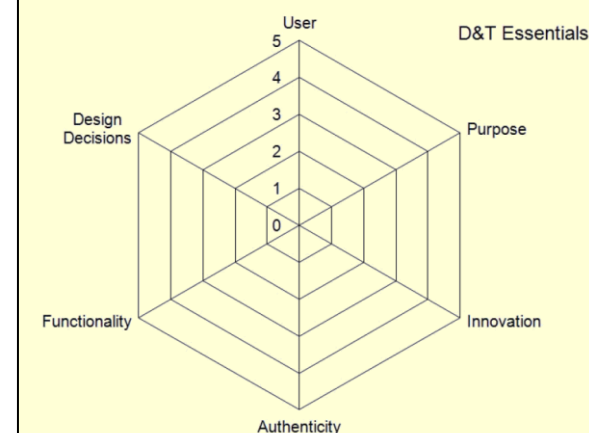 User
D&T Essentials
5
4
3
2
1
0
Design
Decisions
Purpose
Functionality
Innovation
Authenticity